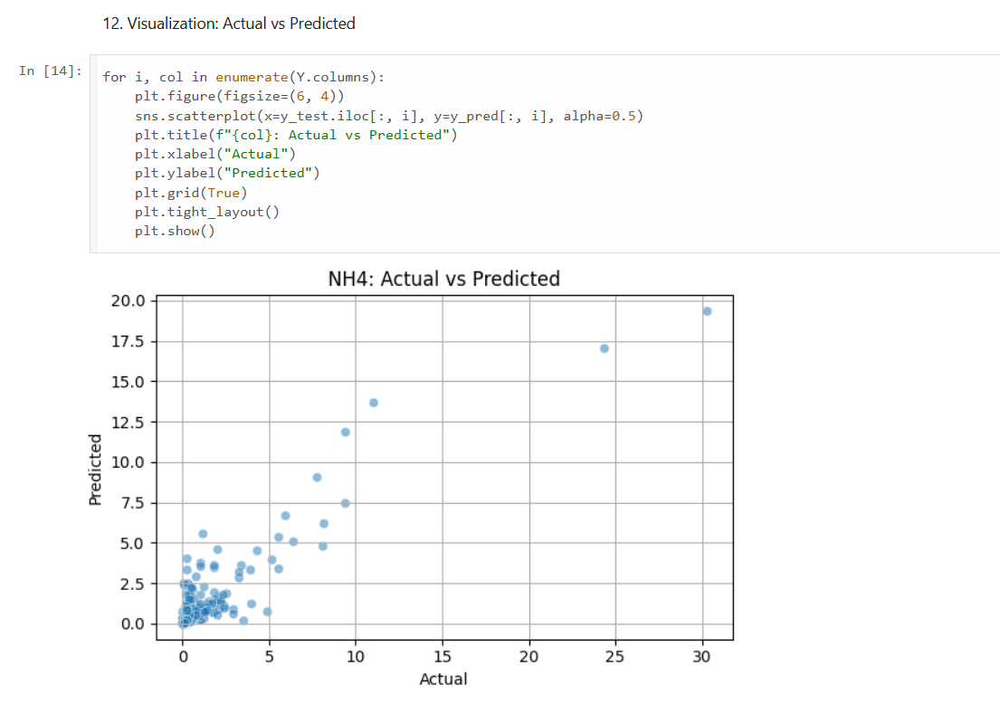 12. Visualization: Actual vs Predicted
In [14]:
for i, col in enumerate(Y.columns):
    plt.figure(figsize=(6, 4))
    sns.scatterplot(x=y_test.iloc[:, i], y=y_pred[:, i], alpha=0.5)
    plt.title(f"{col}: Actual vs Predicted")
    plt.xlabel("Actual")
    plt.ylabel("Predicted")
    plt.grid(True)
    plt.tight_layout()
    plt.show()
NH4: Actual vs Predicted
20.0
17.5
15.0
12.5
10.0
7.5
5.0
2.5
0.0
Predicted
0 5 10 15 20 25 30
Actual